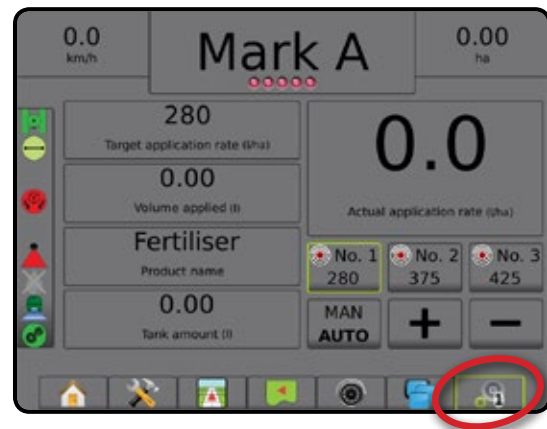 0.0
km/h
Mark A
0.00
ha
280
Target application rate (l/ha)
0.00
Volume applied (l)
Fertiliser
Product name
0.00
Tank amount (l)
0.0
Actual application rate (l/ha)
No. 1
280
No. 2
375
No. 3
425
MAN
AUTO
+
−
1